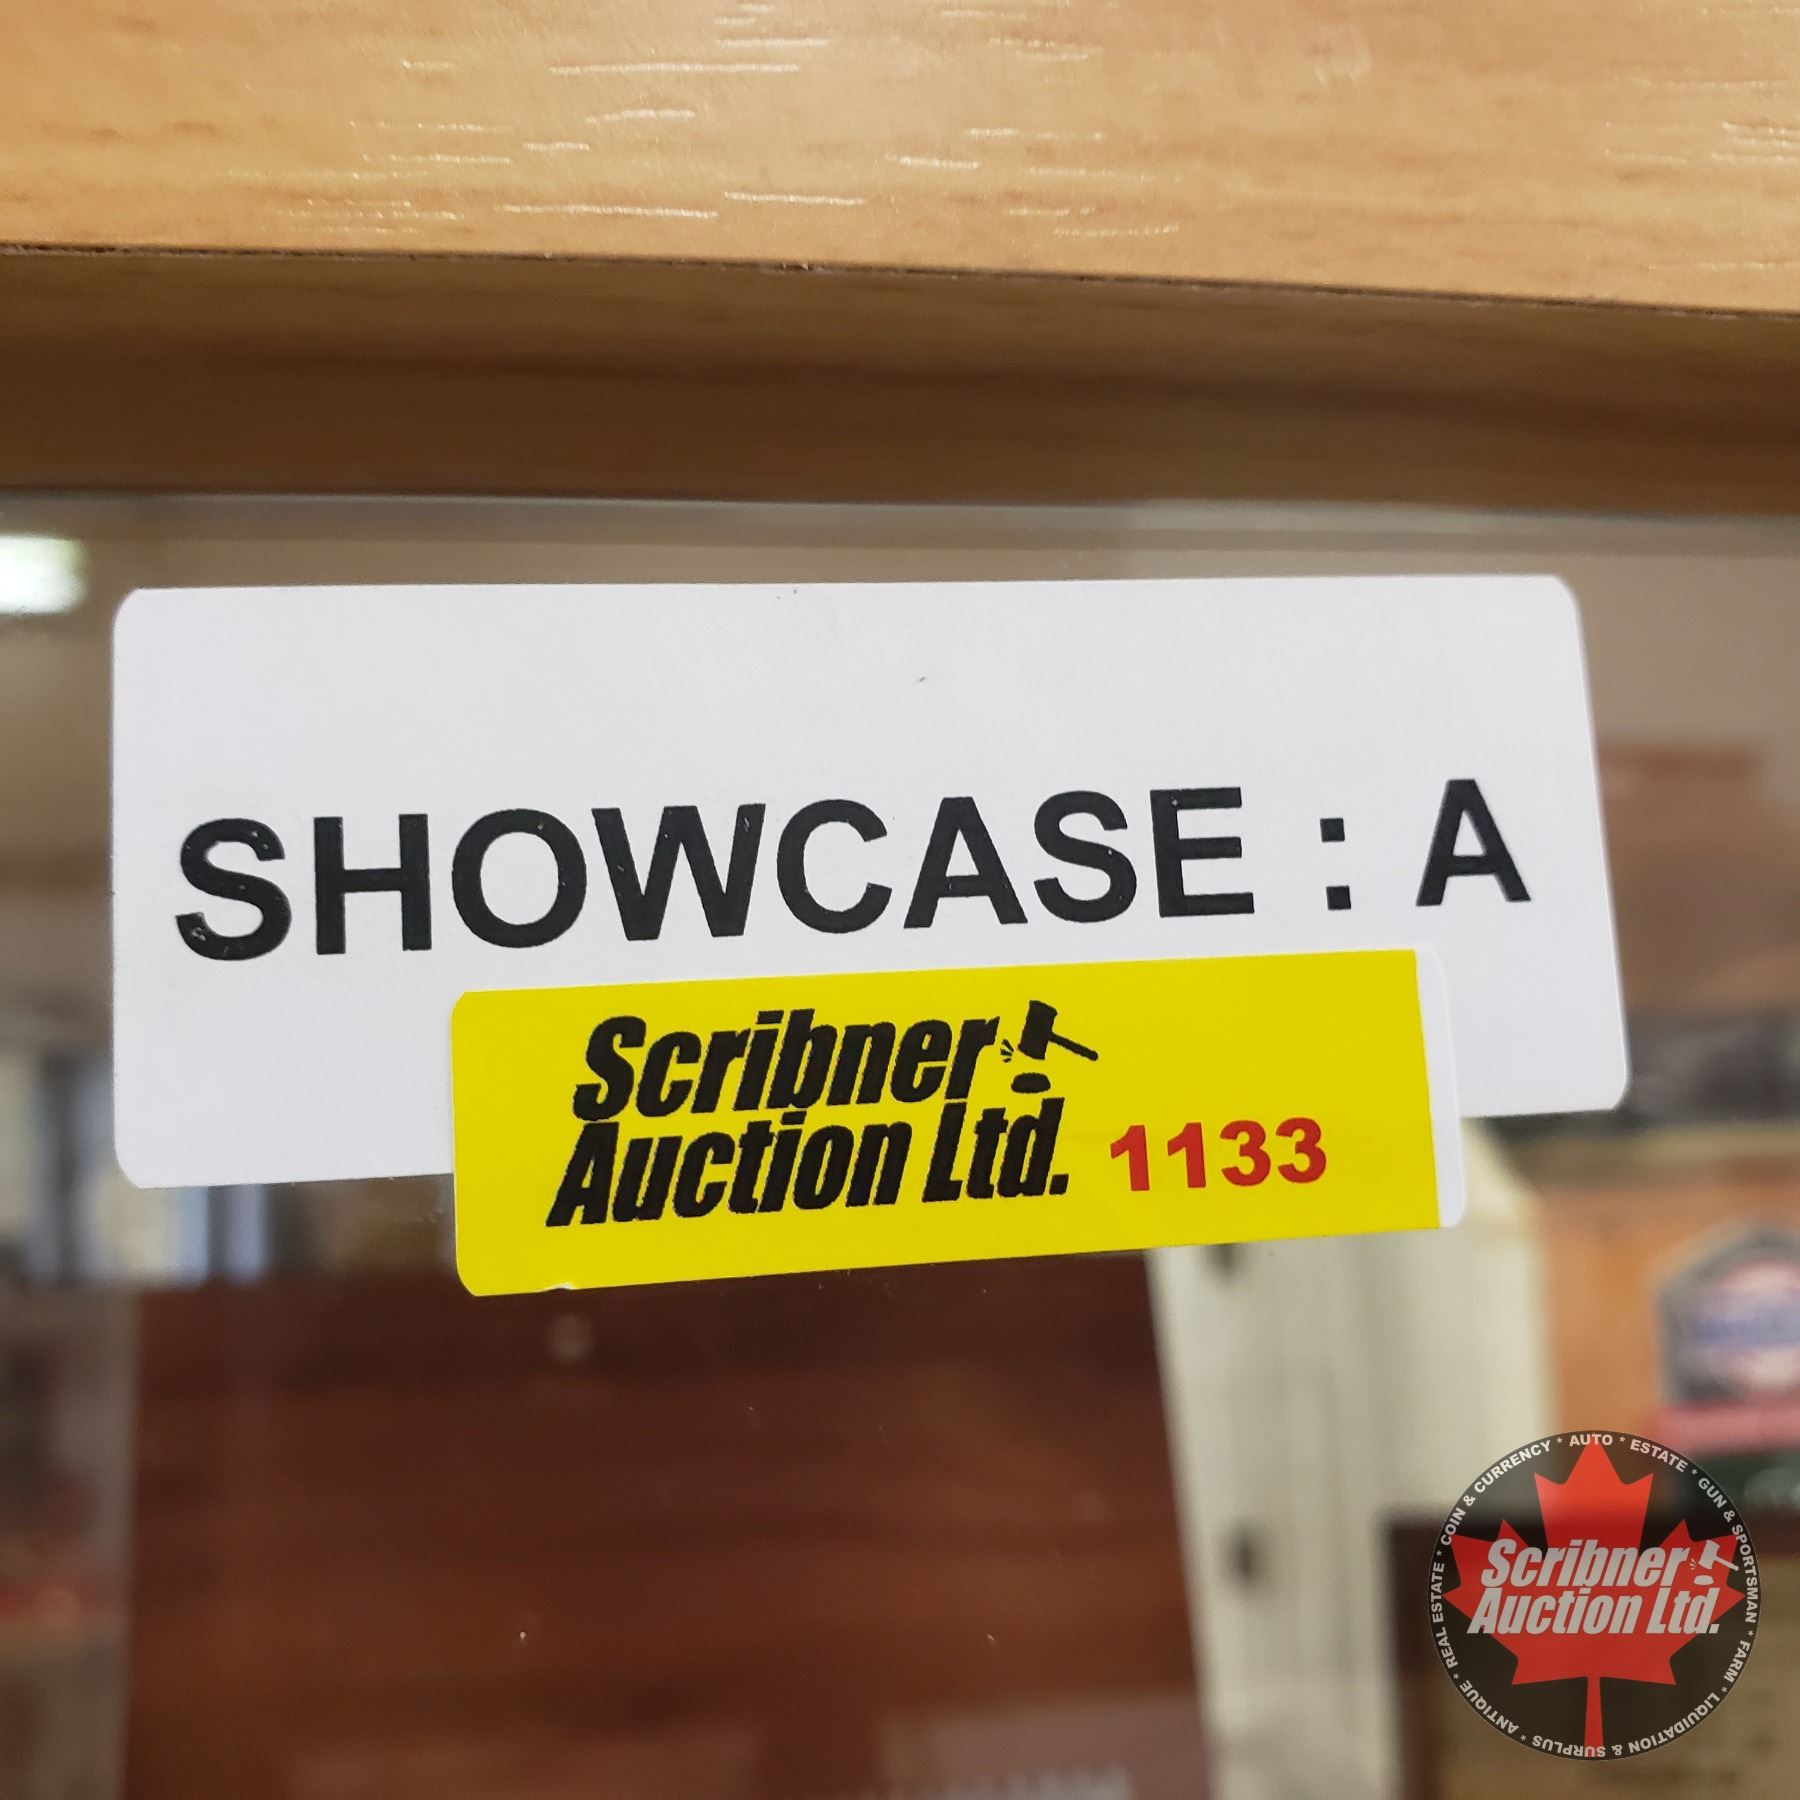 SHOWCASE : A
Scribner
Auction Ltd. 1133
COIN & CURRENCY * AUTO * ESTATE * GUN & SPORTSMAN * FARM * LIQUIDATION & SURPLUS * ANTIQUE * REAL ESTATE *
Scribner
Auction Ltd.